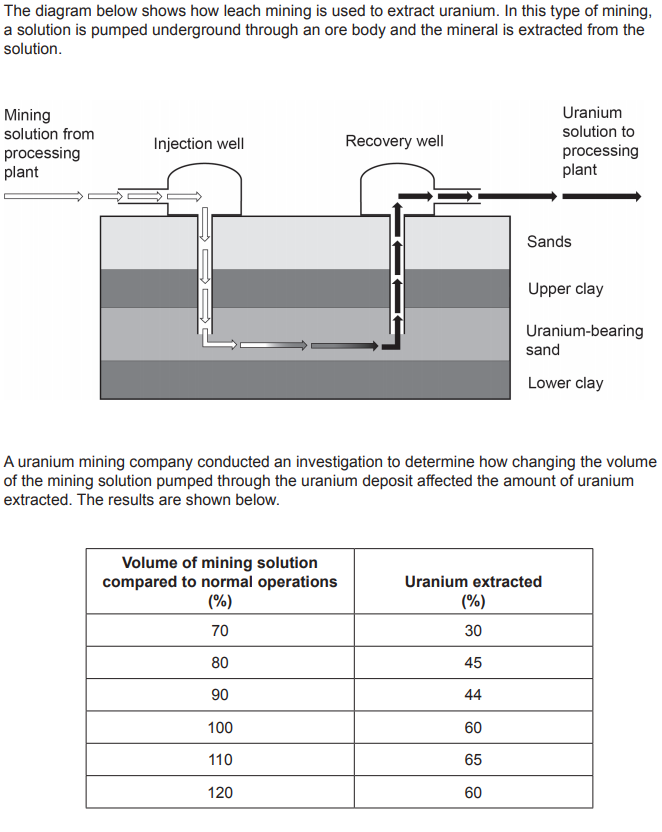 The diagram below shows how leach mining is used to extract uranium. In this type of mining,
a solution is pumped underground through an ore body and the mineral is extracted from the
solution.
Mining
solution from
processing
plant
Injection well
Recovery well
Uranium
solution to
processing
plant
Sands
Upper clay
Uranium-bearing
sand
Lower clay
A uranium mining company conducted an investigation to determine how changing the volume
of the mining solution pumped through the uranium deposit affected the amount of uranium
extracted. The results are shown below.
Volume of mining solution
compared to normal operations
(%)
Uranium extracted
(%)
70 30
80 45
90 44
100 60
110 65
120 60